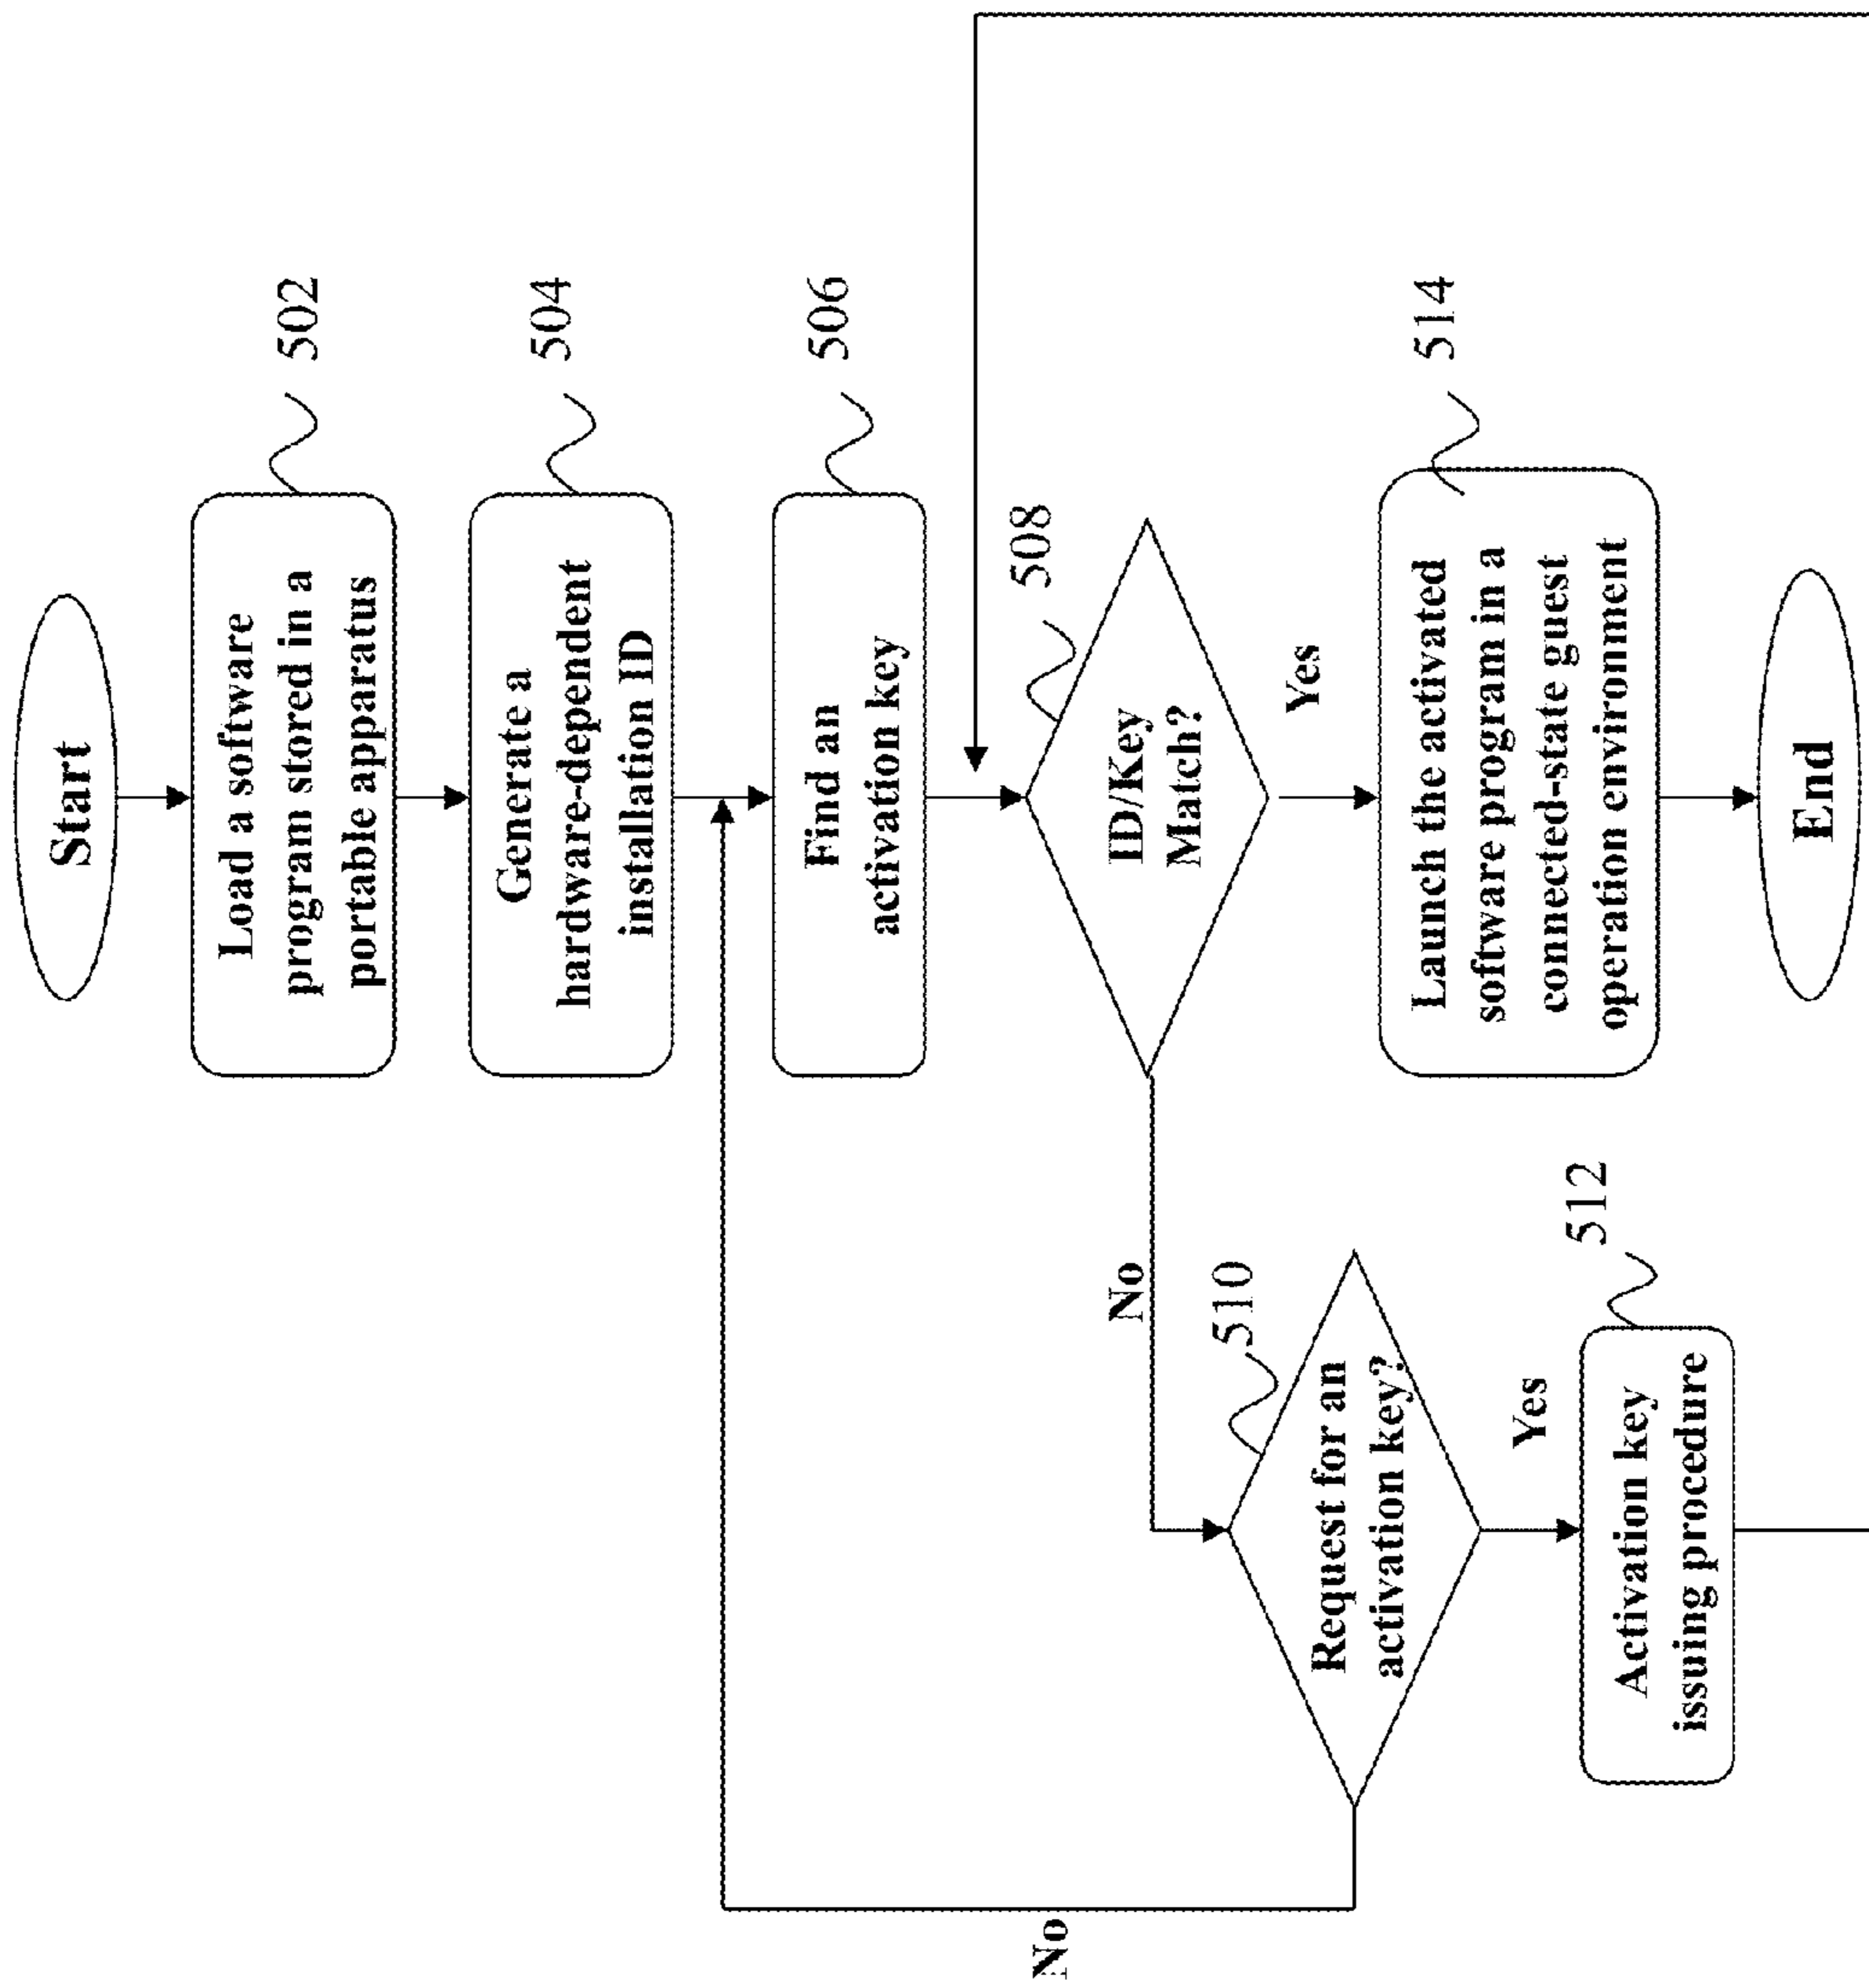 Start
Load a software
program stored in a
portable apparatus
502
Generate a
hardware-dependent
installation ID
504
Find an
activation key
506
ID/Key
Match?
508
No
Yes
Request for an
activation key?
510
No
Yes
Activation key
issuing procedure
512
Launch the activated
software program in a
connected-state guest
operation environment
514
End